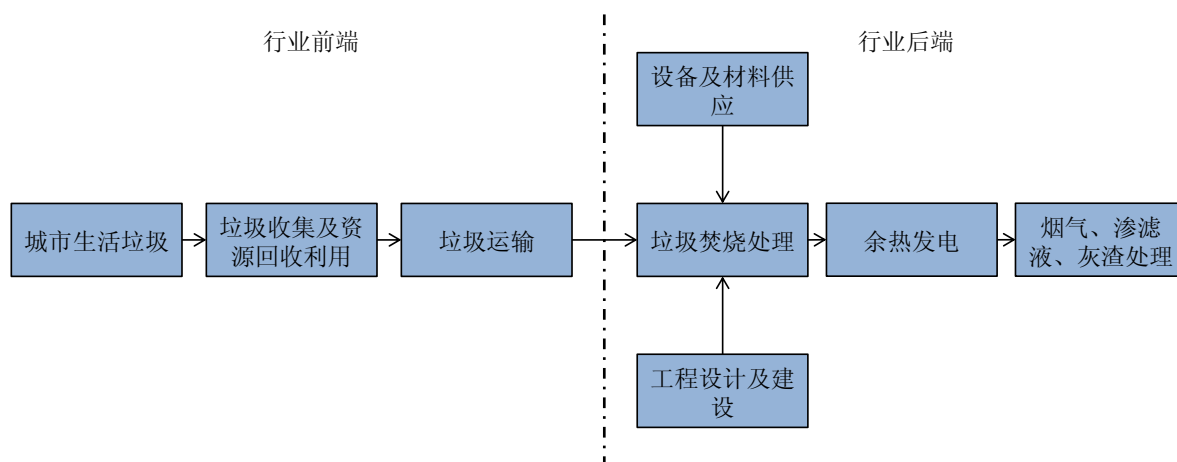 行业前端
行业后端
设备及材料供
应
城市生活垃圾
垃圾收集及资
源回收利用
垃圾运输
垃圾焚烧处理
余热发电
烟气、渗滤
液、灰渣处理
工程设计及建
设